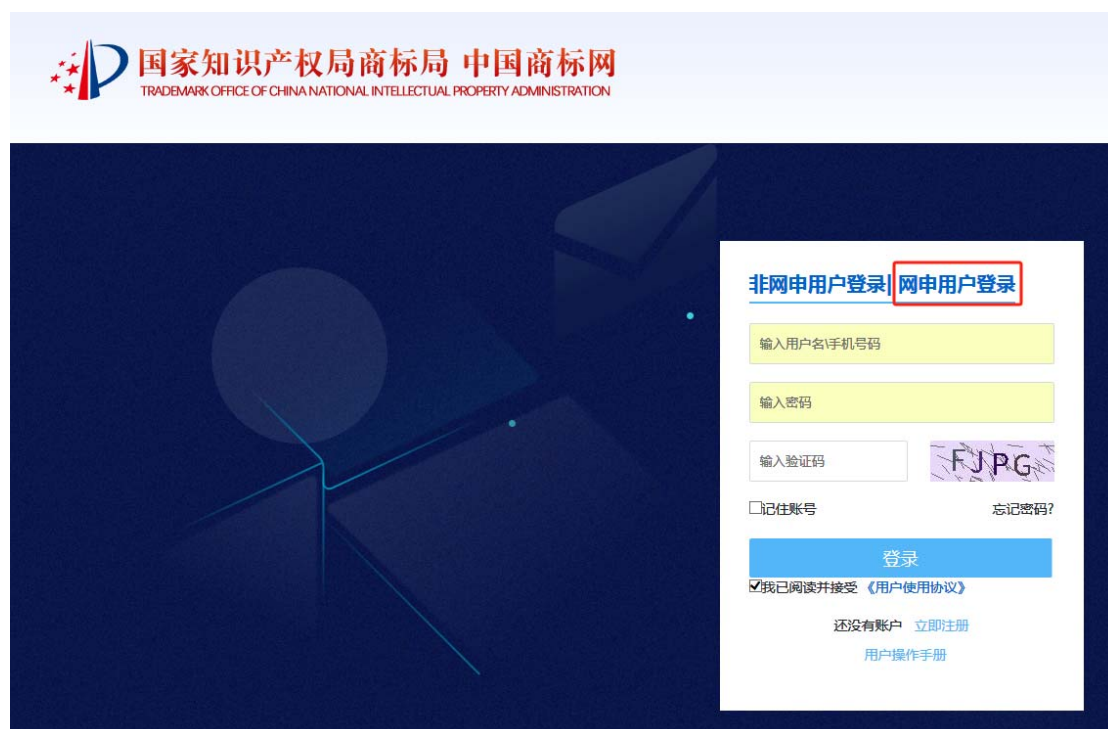 国家知识产权局商标局 中国商标网
TRADEMARK OFFICE OF CHINA NATIONAL INTELLECTUAL PROPERTY ADMINISTRATION
非网申用户登录| 网申用户登录
输入用户名\手机号码
输入密码
输入验证码 FJPG
记住账号 忘记密码?
登录
我已阅读并接受《用户使用协议》
还没有账户 立即注册
用户操作手册